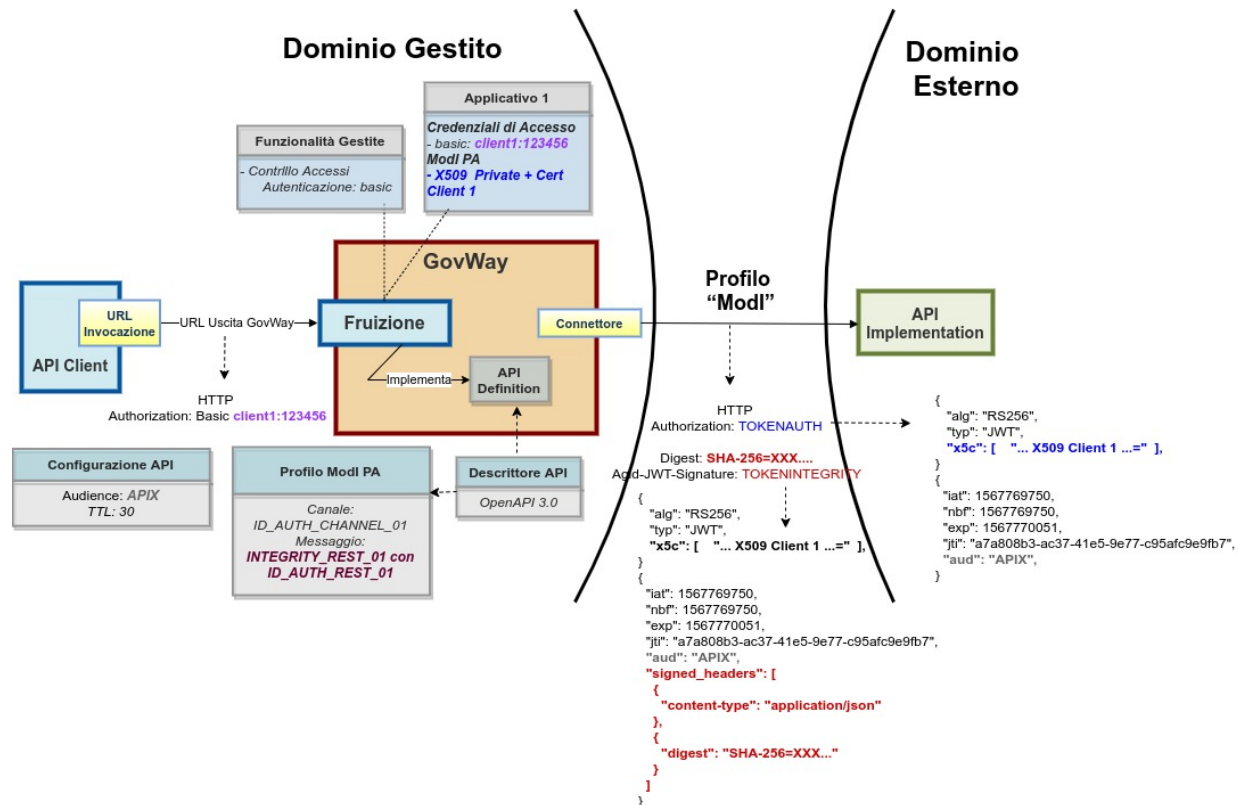 Dominio Gestito
Dominio
Esterno
Applicativo 1
Credenziali di Accesso
- basic: client1:123456
ModI PA
- X509  Private + Cert
Client 1
Funzionalità Gestite
- Contrlllo Accessi
Autenticazione: basic
GovWay
Profilo
“ModI”
URL
Invocazione
API Client
URL Uscita GovWay
Fruizione
Connettore
API
Implementation
Implementa
API
Definition
HTTP
Authorization: Basic client1:123456
HTTP
Authorization: TOKENAUTH
Digest: SHA-256=XXX....
Agid-JWT-Signature: TOKENINTEGRITY
Configurazione API
Audience: APIX
TTL: 30
Profilo ModI PA
Canale:
ID_AUTH_CHANNEL_01
Messaggio:
INTEGRITY_REST_01 con
ID_AUTH_REST_01
Descrittore API
OpenAPI 3.0
{
"alg": "RS256",
"typ": "JWT",
"x5c": [    "... X509 Client 1 ...="  ],
}
{
"iat": 1567769750,
"nbf": 1567769750,
"exp": 1567770051,
"jti": "a7a808b3-ac37-41e5-9e77-c95afc9e9fb7",
"aud": "APIX",
"signed_headers": [
{
"content-type": "application/json"
},
{
"digest": "SHA-256=XXX..."
}
]
}
{
"alg": "RS256",
"typ": "JWT",
"x5c": [    "... X509 Client 1 ...="  ],
}
{
"iat": 1567769750,
"nbf": 1567769750,
"exp": 1567770051,
"jti": "a7a808b3-ac37-41e5-9e77-c95afc9e9fb7",
"aud": "APIX",
}